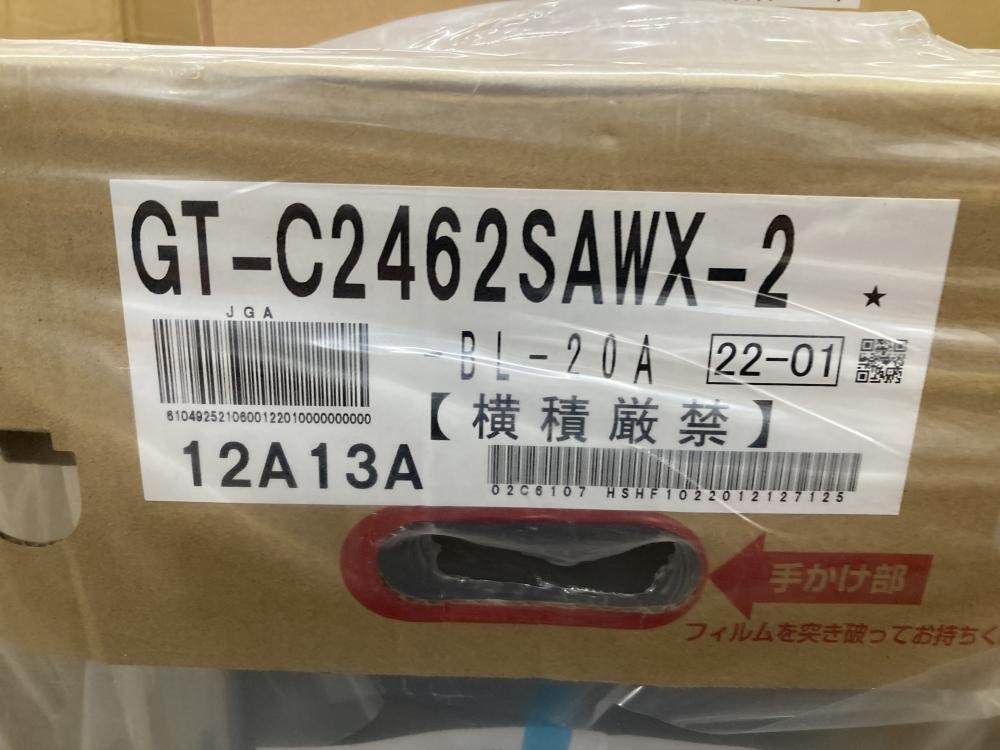 GT-C2462SAWX-2 ★
JGA
-BL-20A 22-01
6104925210600122010000000000
【横積厳禁】
12A13A
02C6107 HSHF1022012127125
手かけ部
フィルムを突き破ってお持ちく